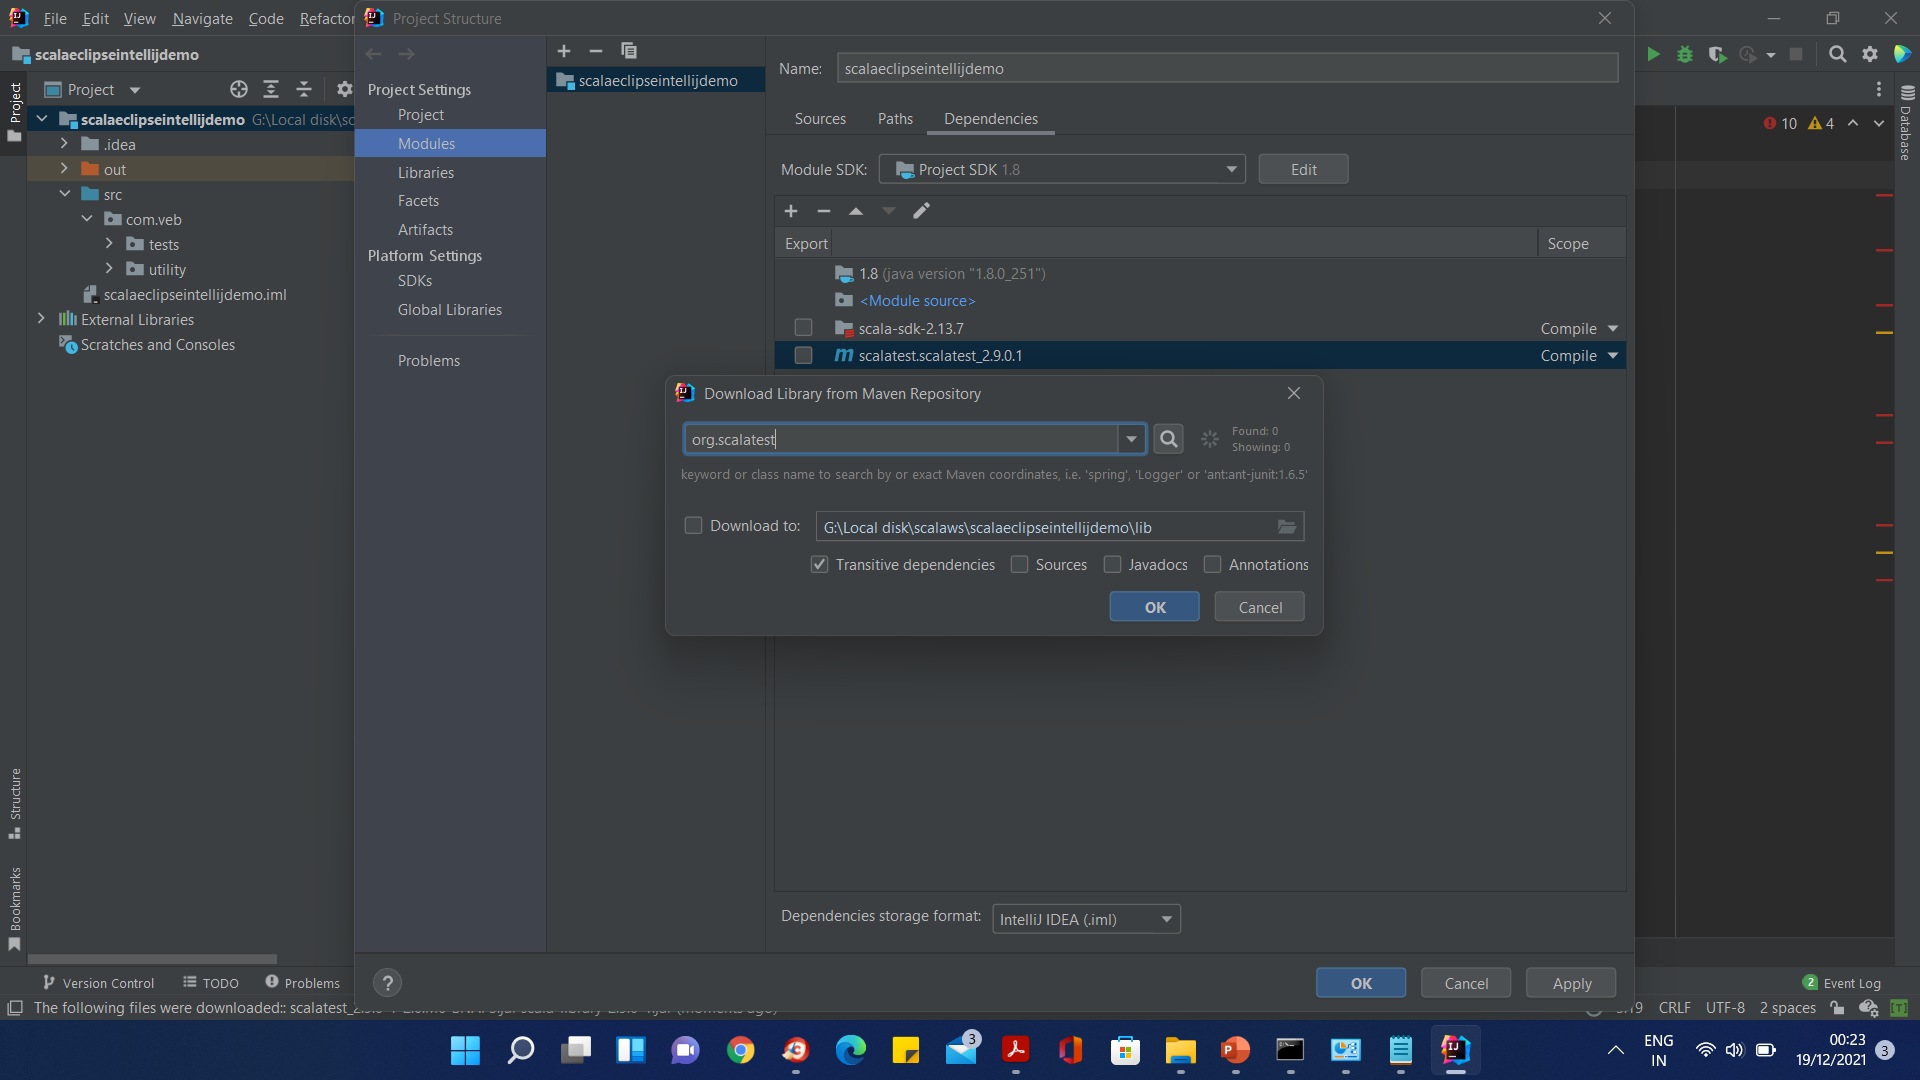 File Edit View Navigate Code Refactor
Project Structure
scalaeclipseintellijdemo
Project
scalaeclipseintellijdemo G:\Local disk\sc
.idea
out
src
com.veb
tests
utility
scalaeclipseintellijdemo.iml
External Libraries
Scratches and Consoles
Project
Structure
Bookmarks
Project Settings
Project
Modules
Libraries
Facets
Artifacts
Platform Settings
SDKs
Global Libraries
Problems
scalaeclipseintellijdemo
Name: scalaeclipseintellijdemo
Sources Paths Dependencies
Module SDK: Project SDK 1.8 Edit
Export Scope
1.8 (java version "1.8.0_251")
<Module source>
scala-sdk-2.13.7 Compile
m scalatest.scalatest_2.9.0.1 Compile
Download Library from Maven Repository
org.scalatest
Found: 0
Showing: 0
keyword or class name to search by or exact Maven coordinates, i.e. 'spring', 'Logger' or 'ant:ant-junit:1.6.5'
Download to: G:\Local disk\scalaws\scalaeclipseintellijdemo\lib
Transitive dependencies Sources Javadocs Annotations
OK Cancel
Dependencies storage format: IntelliJ IDEA (.iml)
? OK Cancel Apply
10 4
Database
Version Control TODO Problems
2 Event Log
The following files were downloaded:: scalatest_2.9.0
CRLF UTF-8 2 spaces
3
ENG
IN
00:23
19/12/2021
3